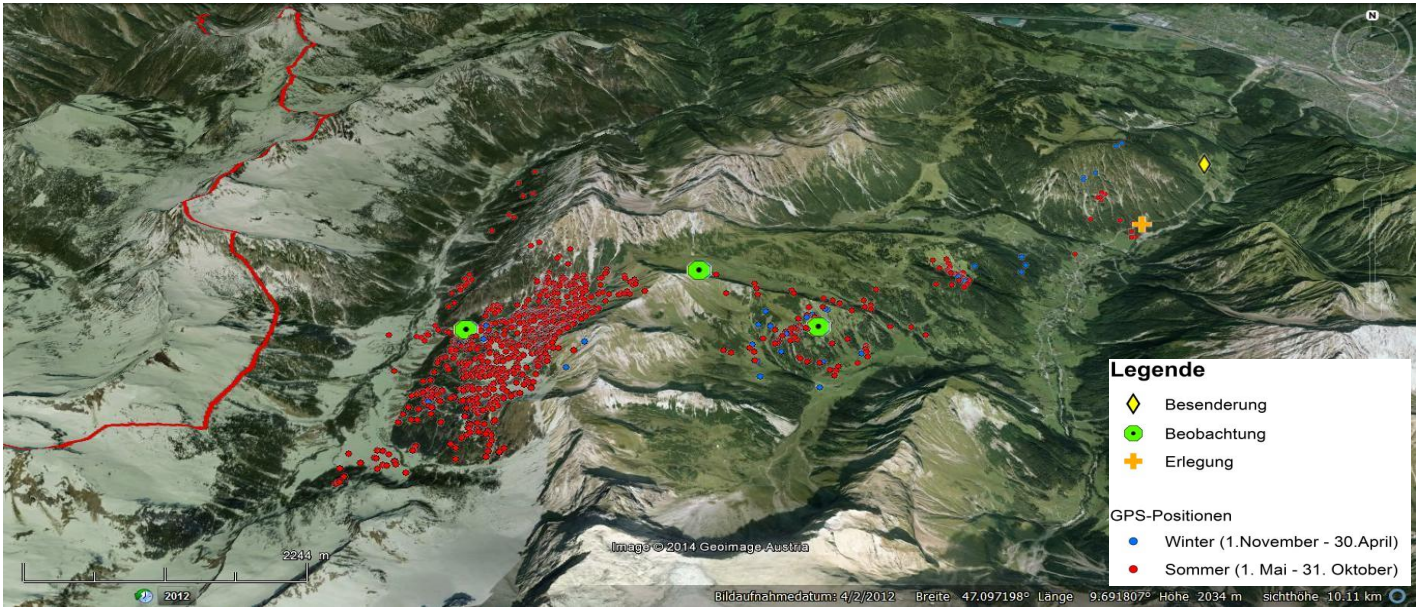 N
Legende
Besenderung
Beobachtung
Erlegung
GPS-Positionen
Winter (1.November - 30.April)
Sommer (1. Mai - 31. Oktober)
2244 m
Image © 2014 Geoimage Austria
2012
Bildaufnahmedatum: 4/2/2012 Breite 47.097198° Länge 9.691807° Höhe 2034 m sichthöhe 10.11 km